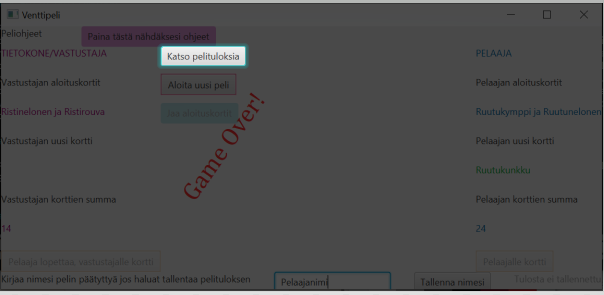 Venttipeli
Peliohjeet
Paina tästä nähdäksesi ohjeet
TIETOKONE/VASTUSTAJA
Katso pelituloksia
PELAAJA
Vastustajan aloituskortit
Aloita uusi peli
Pelaajan aloituskortit
Ristinelonen ja Ristirouva
Jaa aloituskortit
Ruutukymppi ja Ruutunelonen
Game Over!
Vastustajan uusi kortti
Pelaajan uusi kortti
Ruutukunkku
Vastustajan korttien summa
Pelaajan korttien summa
14
24
Pelaaja lopettaa, vastustajalle kortti
Pelaajalle kortti
Kirjaa nimesi pelin päätyttyä jos haluat tallentaa pelituloksen
Pelaajanimi
Tallenna nimesi
Tulosta ei tallennettu